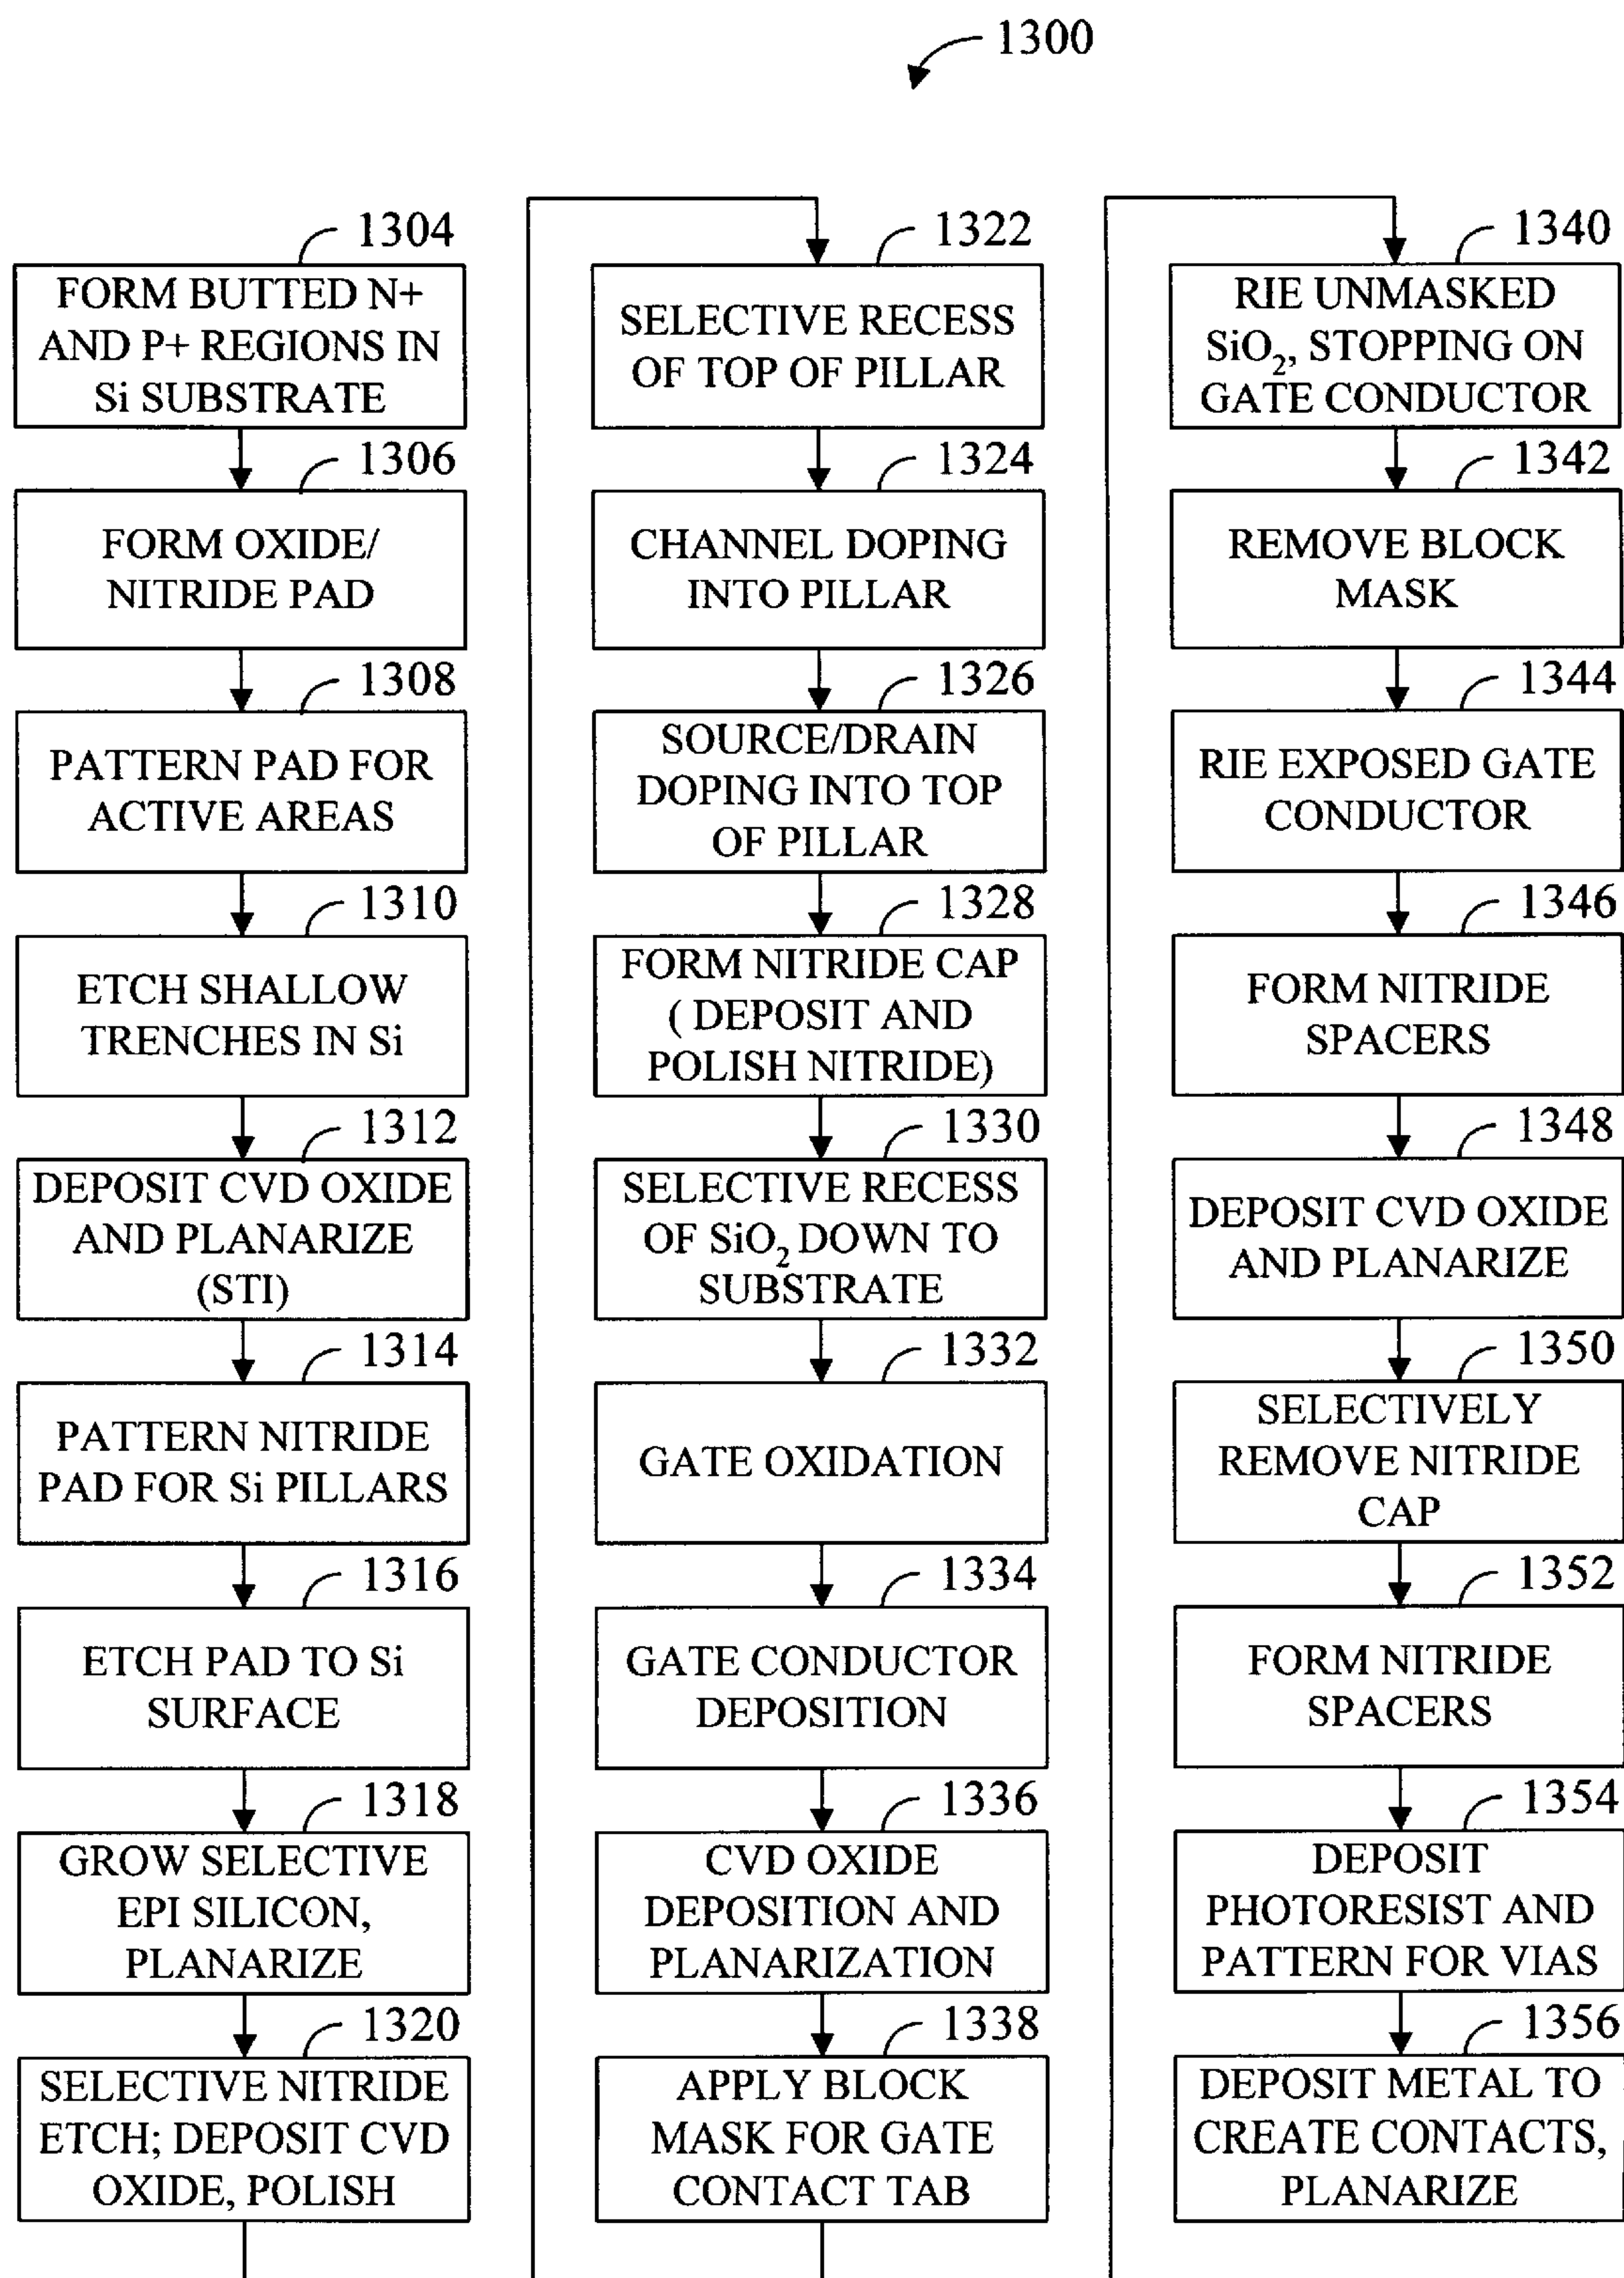 1300
1304
FORM BUTTED N+
AND P+ REGIONS IN
Si SUBSTRATE
1306
FORM OXIDE/
NITRIDE PAD
1308
PATTERN PAD FOR
ACTIVE AREAS
1310
ETCH SHALLOW
TRENCHES IN Si
1312
DEPOSIT CVD OXIDE
AND PLANARIZE
(STI)
1314
PATTERN NITRIDE
PAD FOR Si PILLARS
1316
ETCH PAD TO Si
SURFACE
1318
GROW SELECTIVE
EPI SILICON,
PLANARIZE
1320
SELECTIVE NITRIDE
ETCH; DEPOSIT CVD
OXIDE, POLISH
1322
SELECTIVE RECESS
OF TOP OF PILLAR
1324
CHANNEL DOPING
INTO PILLAR
1326
SOURCE/DRAIN
DOPING INTO TOP
OF PILLAR
1328
FORM NITRIDE CAP
( DEPOSIT AND
POLISH NITRIDE)
1330
SELECTIVE RECESS
OF SiO₂ DOWN TO
SUBSTRATE
1332
GATE OXIDATION
1334
GATE CONDUCTOR
DEPOSITION
1336
CVD OXIDE
DEPOSITION AND
PLANARIZATION
1338
APPLY BLOCK
MASK FOR GATE
CONTACT TAB
1340
RIE UNMASKED
SiO₂, STOPPING ON
GATE CONDUCTOR
1342
REMOVE BLOCK
MASK
1344
RIE EXPOSED GATE
CONDUCTOR
1346
FORM NITRIDE
SPACERS
1348
DEPOSIT CVD OXIDE
AND PLANARIZE
1350
SELECTIVELY
REMOVE NITRIDE
CAP
1352
FORM NITRIDE
SPACERS
1354
DEPOSIT
PHOTORESIST AND
PATTERN FOR VIAS
1356
DEPOSIT METAL TO
CREATE CONTACTS,
PLANARIZE